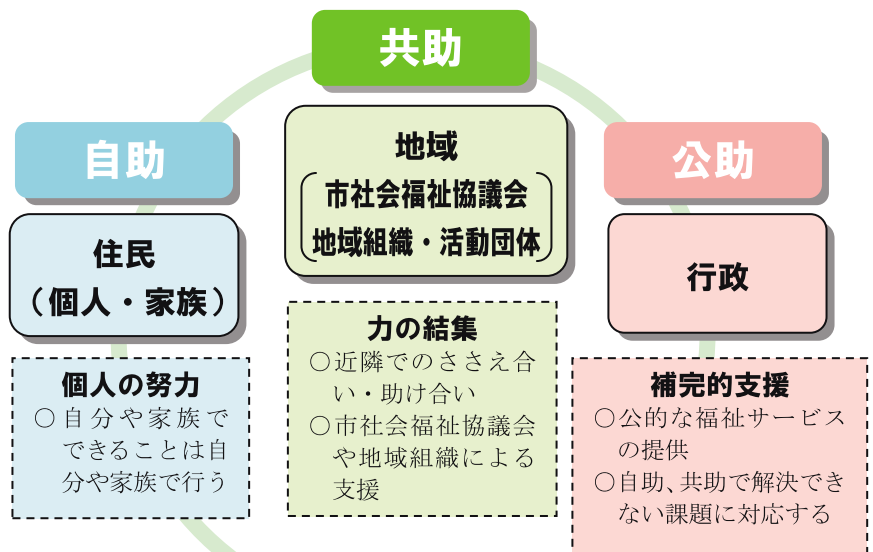 共助
地域
市社会福祉協議会
地域組織・活動団体
力の結集
○近隣でのささえ合
い・助け合い
○市社会福祉協議会
や地域組織による
支援
自助
住民
（個人・家族）
個人の努力
○自分や家族で
できることは自
分や家族で行う
公助
行政
補完的支援
○公的な福祉サービス
の提供
○自助、共助で解決でき
ない課題に対応する